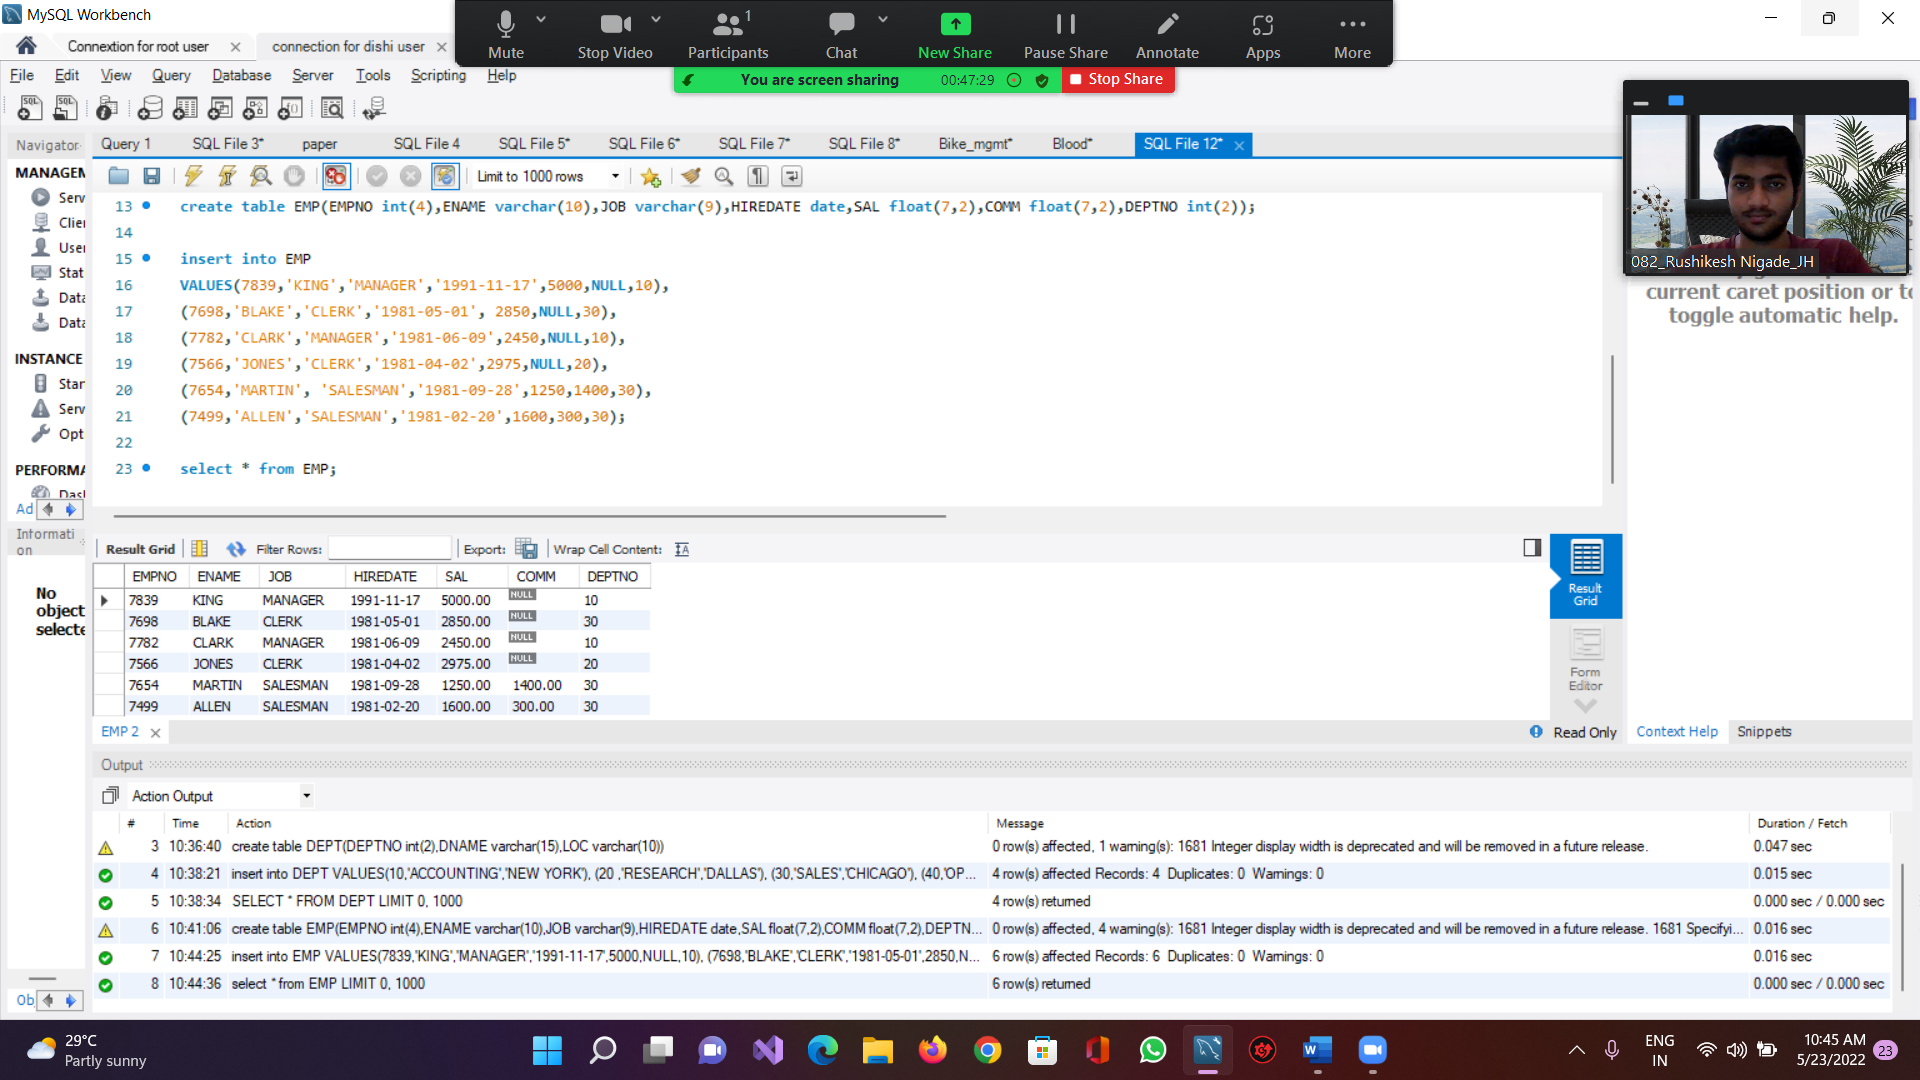 MySQL Workbench
Mute
Stop Video
1
Participants
Chat
New Share
Pause Share
Annotate
Apps
More
Connextion for root user
connection for dishi user
You are screen sharing 00:47:29 Stop Share
File Edit View Query Database Server Tools Scripting Help
Navigator
Query 1 SQL File 3* paper SQL File 4 SQL File 5* SQL File 6* SQL File 7* SQL File 8* Bike_mgmt* Blood* SQL File 12*
Limit to 1000 rows
MANAGEM
Serv
Clie
User
Stat
Data
Data
INSTANCE
Star
Serv
Opt
PERFORMA
Das
Ad
Informati
on
No
object
selecte
Ob
13 create table EMP(EMPNO int(4),ENAME varchar(10),JOB varchar(9),HIREDATE date,SAL float(7,2),COMM float(7,2),DEPTNO int(2));
14
15 insert into EMP
16 VALUES(7839,'KING','MANAGER','1991-11-17',5000,NULL,10),
17 (7698,'BLAKE','CLERK','1981-05-01', 2850,NULL,30),
18 (7782,'CLARK','MANAGER','1981-06-09',2450,NULL,10),
19 (7566,'JONES','CLERK','1981-04-02',2975,NULL,20),
20 (7654,'MARTIN', 'SALESMAN','1981-09-28',1250,1400,30),
21 (7499,'ALLEN','SALESMAN','1981-02-20',1600,300,30);
22
23 select * from EMP;
082_Rushikesh Nigade_JH
current caret position or to
toggle automatic help.
Result Grid Filter Rows: Export: Wrap Cell Content:
EMPNO ENAME JOB HIREDATE SAL COMM DEPTNO
7839 KING MANAGER 1991-11-17 5000.00 NULL 10
7698 BLAKE CLERK 1981-05-01 2850.00 NULL 30
7782 CLARK MANAGER 1981-06-09 2450.00 NULL 10
7566 JONES CLERK 1981-04-02 2975.00 NULL 20
7654 MARTIN SALESMAN 1981-09-28 1250.00 1400.00 30
7499 ALLEN SALESMAN 1981-02-20 1600.00 300.00 30
Result
Grid
Form
Editor
EMP 2
Read Only
Context Help Snippets
Output
Action Output
# Time Action Message Duration / Fetch
3 10:36:40 create table DEPT(DEPTNO int(2),DNAME varchar(15),LOC varchar(10)) 0 row(s) affected, 1 warning(s): 1681 Integer display width is deprecated and will be removed in a future release. 0.047 sec
4 10:38:21 insert into DEPT VALUES(10,'ACCOUNTING','NEW YORK'), (20 ,'RESEARCH','DALLAS'), (30,'SALES','CHICAGO'), (40,'OP... 4 row(s) affected Records: 4 Duplicates: 0 Warnings: 0 0.015 sec
5 10:38:34 SELECT * FROM DEPT LIMIT 0, 1000 4 row(s) returned 0.000 sec / 0.000 sec
6 10:41:06 create table EMP(EMPNO int(4),ENAME varchar(10),JOB varchar(9),HIREDATE date,SAL float(7,2),COMM float(7,2),DEPTN... 0 row(s) affected, 4 warning(s): 1681 Integer display width is deprecated and will be removed in a future release. 1681 Specifyi... 0.016 sec
7 10:44:25 insert into EMP VALUES(7839,'KING','MANAGER','1991-11-17',5000,NULL,10), (7698,'BLAKE','CLERK','1981-05-01',2850,N... 6 row(s) affected Records: 6 Duplicates: 0 Warnings: 0 0.016 sec
8 10:44:36 select * from EMP LIMIT 0, 1000 6 row(s) returned 0.000 sec / 0.000 sec
29°C
Partly sunny
ENG
IN
10:45 AM
5/23/2022
23